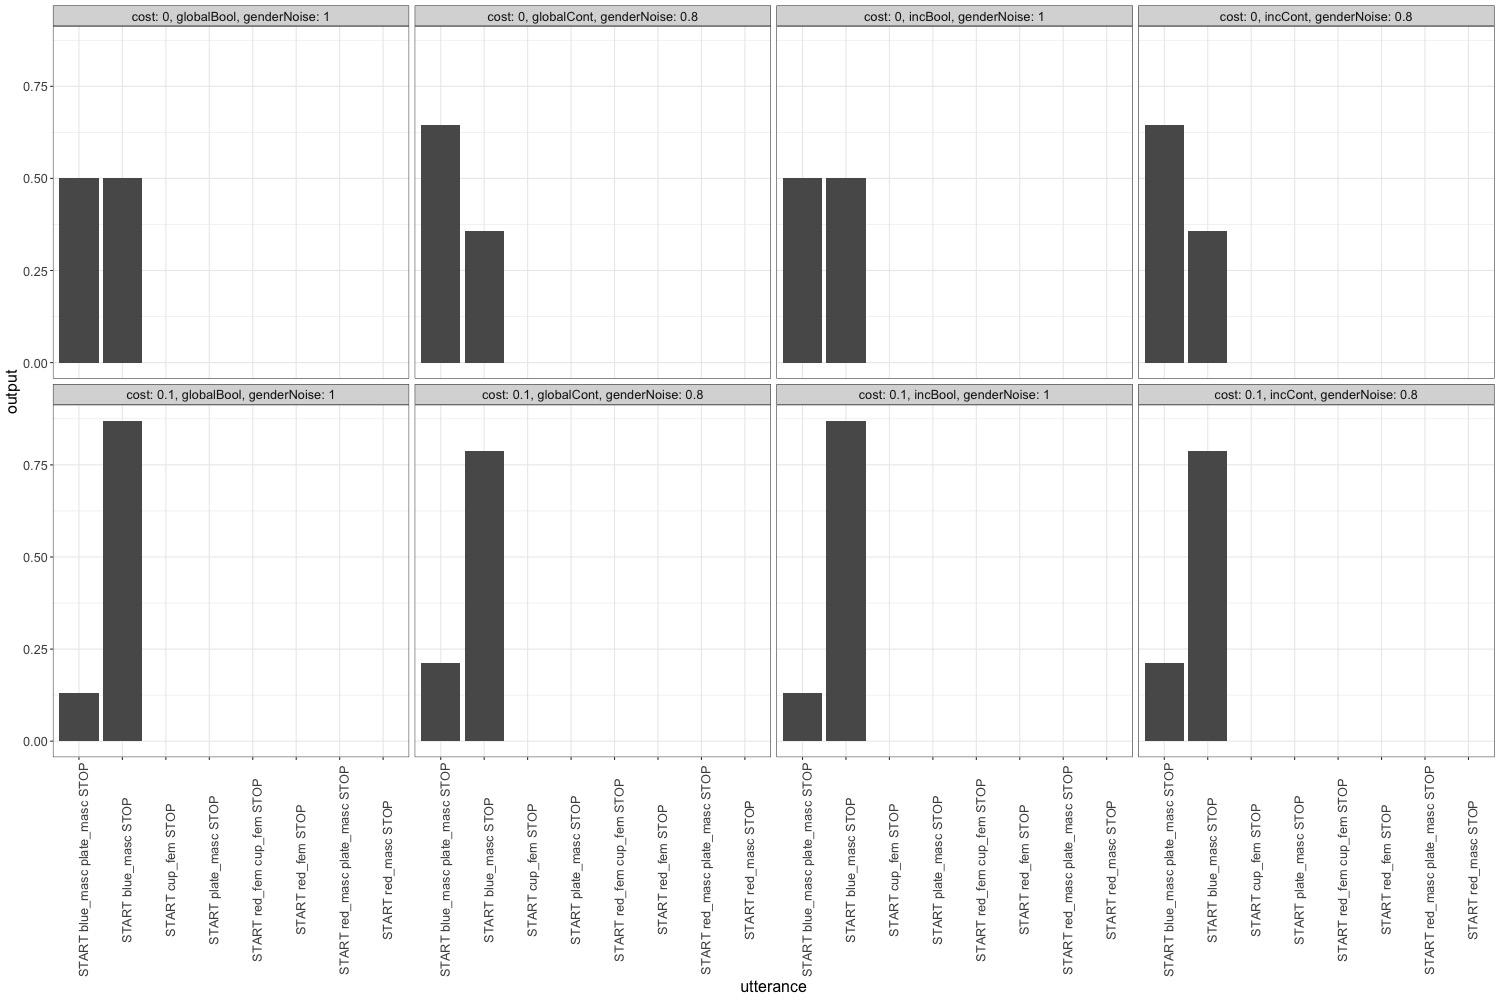 cost: 0, globalBool, genderNoise: 1
cost: 0, globalCont, genderNoise: 0.8
cost: 0, incBool, genderNoise: 1
cost: 0, incCont, genderNoise: 0.8
0.75
0.50
0.25
0.00
output
cost: 0.1, globalBool, genderNoise: 1
cost: 0.1, globalCont, genderNoise: 0.8
cost: 0.1, incBool, genderNoise: 1
cost: 0.1, incCont, genderNoise: 0.8
0.75
0.50
0.25
0.00
START blue_masc plate_masc STOP
START blue_masc STOP
START cup_fem STOP
START plate_masc STOP
START red_fem cup_fem STOP
START red_fem STOP
START red_masc plate_masc STOP
START red_masc STOP
START blue_masc plate_masc STOP
START blue_masc STOP
START cup_fem STOP
START plate_masc STOP
START red_fem cup_fem STOP
START red_fem STOP
START red_masc plate_masc STOP
START red_masc STOP
START blue_masc plate_masc STOP
START blue_masc STOP
START cup_fem STOP
START plate_masc STOP
START red_fem cup_fem STOP
START red_fem STOP
START red_masc plate_masc STOP
START red_masc STOP
START blue_masc plate_masc STOP
START blue_masc STOP
START cup_fem STOP
START plate_masc STOP
START red_fem cup_fem STOP
START red_fem STOP
START red_masc plate_masc STOP
START red_masc STOP
utterance